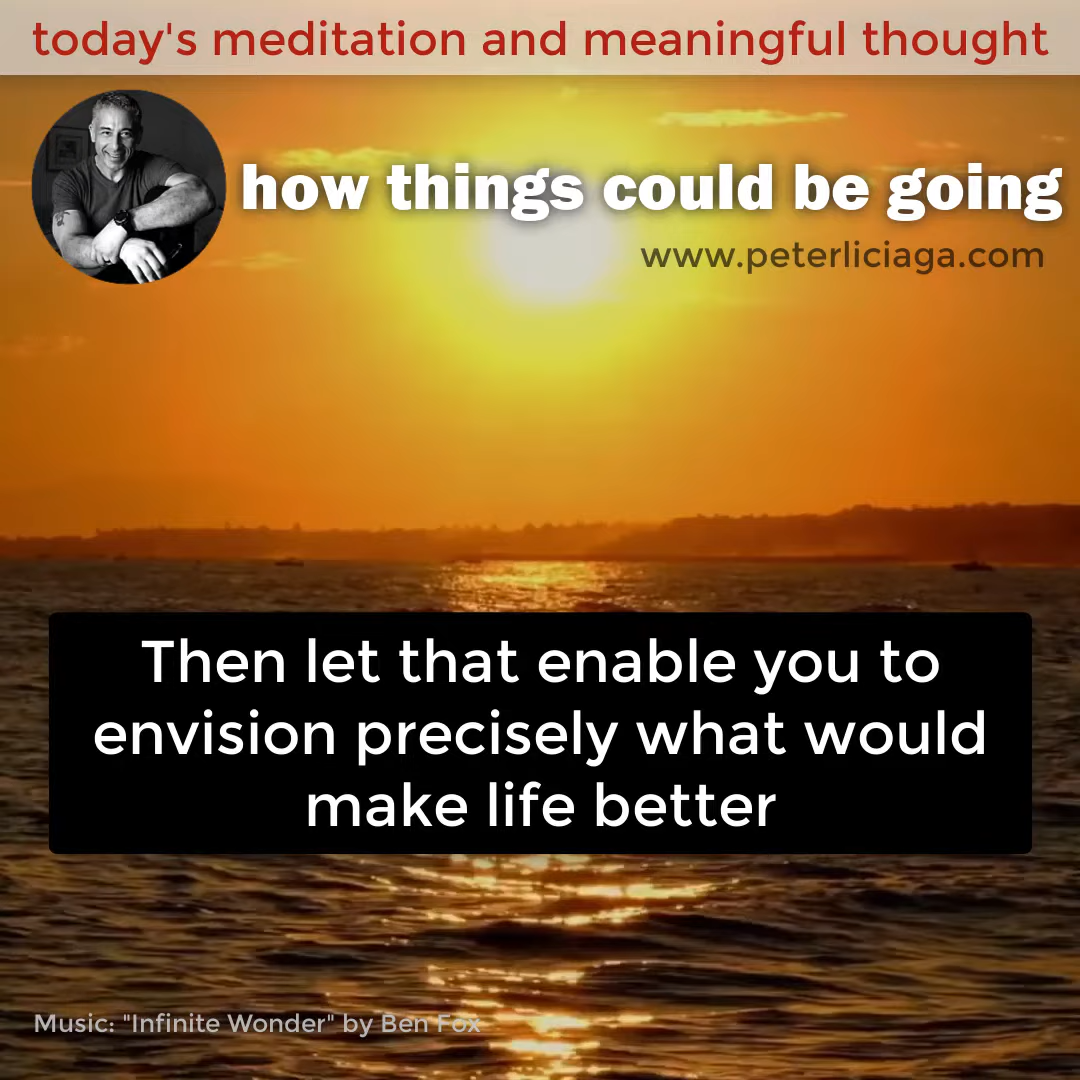 today's meditation and meaningful thought
how things could be going
www.peterliciaga.com
Then let that enable you to
envision precisely what would
make life better
Music: "Infinite Wonder" by Ben Fox